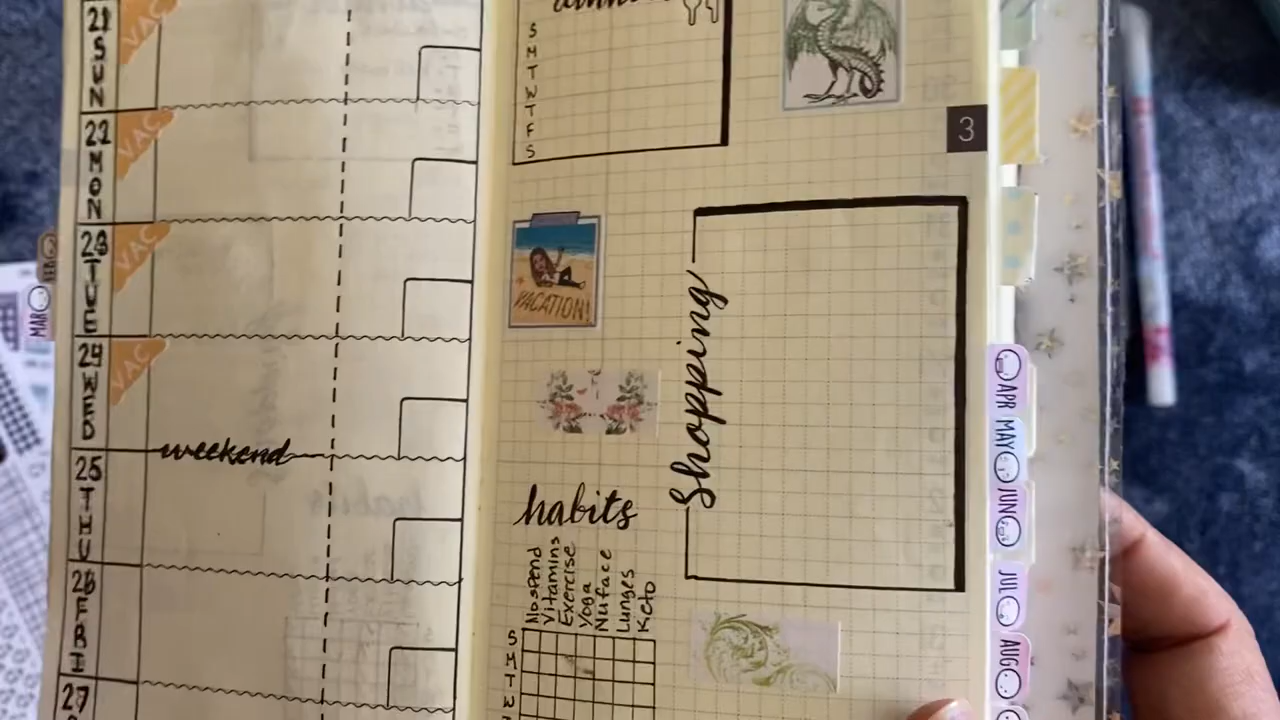 21
SUN
VAC
22
MON
VAC
23
TUE
VAC
24
WED
VAC
weekend
25
THU
26
FRI
27
MAR
S
M
T
W
T
F
S
3
VACATION!
Shopping
habits
No spend
Vitamins
Exercise
Yoga
Nuface
Lunges
Keto
S
M
T
W
APR
MAY
JUN
JUL
AUG